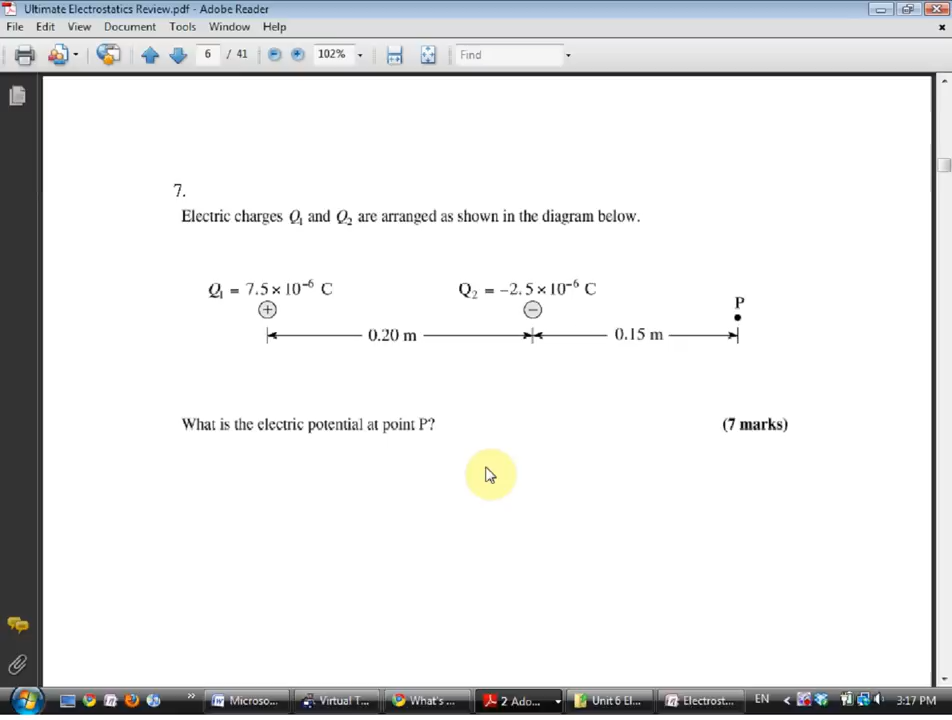 Ultimate Electrostatics Review.pdf - Adobe Reader
File Edit View Document Tools Window Help
6 / 41 102% Find
7.
Electric charges Q1 and Q2 are arranged as shown in the diagram below.
Q1 = 7.5 × 10⁻⁶ C Q2 = −2.5 × 10⁻⁶ C
P
+ −
0.20 m 0.15 m
What is the electric potential at point P? (7 marks)
» Microso... Virtual T... What's ... 2 Ado... Unit 6 El... Electrost... EN < 3:17 PM